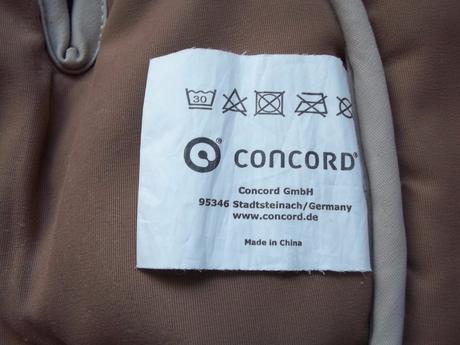 30
CONCORD®
Concord GmbH
95346 Stadtsteinach/Germany
www.concord.de
Made in China